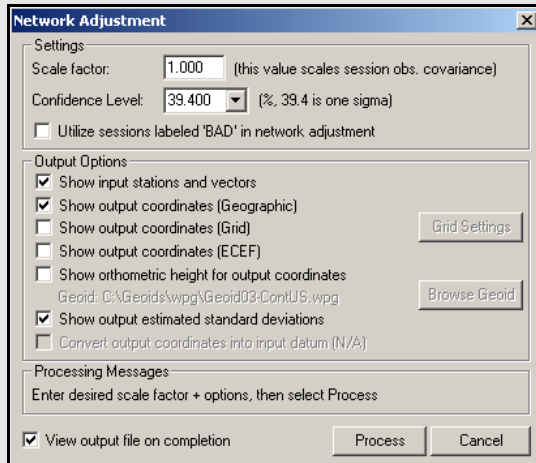 Network Adjustment
Settings
Scale factor: 1.000 (this value scales session obs. covariance)
Confidence Level: 39.400 (%, 39.4 is one sigma)
Utilize sessions labeled 'BAD' in network adjustment
Output Options
Show input stations and vectors
Show output coordinates (Geographic)
Show output coordinates (Grid)
Grid Settings
Show output coordinates (ECEF)
Show orthometric height for output coordinates
Geoid: C:\Geoids\wpg\Geoid03-ContUS.wpg
Browse Geoid
Show output estimated standard deviations
Convert output coordinates into input datum (N/A)
Processing Messages
Enter desired scale factor + options, then select Process
View output file on completion
Process
Cancel